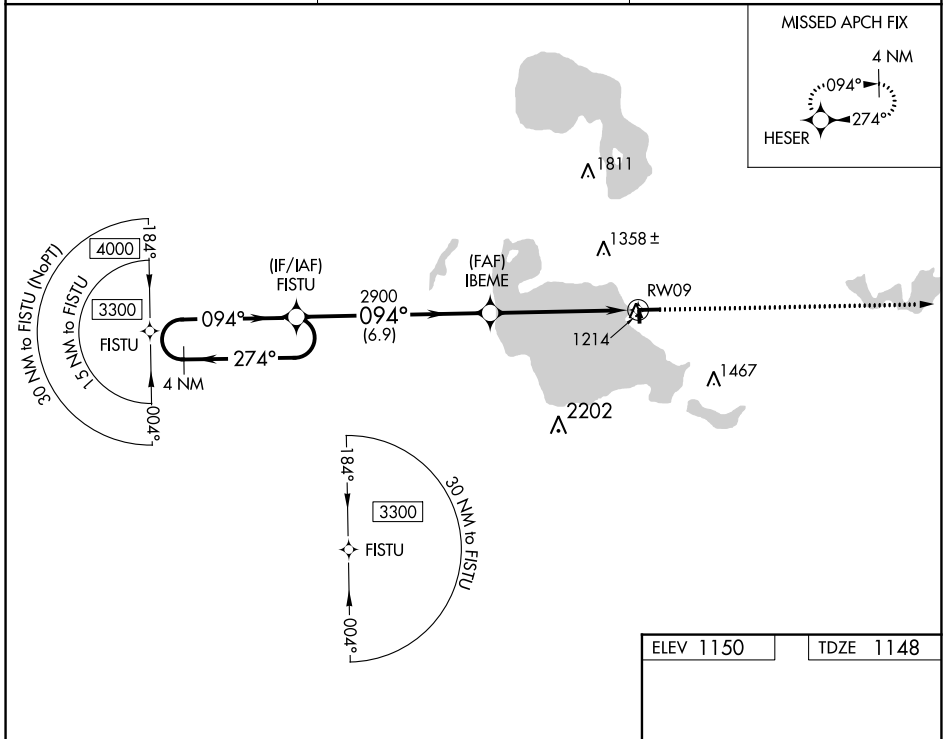 MISSED APCH FIX
4 NM
094°
274°
HESER
1811
1358 ±
(FAF)
IBEME
(IF/IAF)
FISTU
2900
094°
(6.9)
RW09
1214
1467
2202
30 NM to FISTU (NoPT)
4000
184°
15 NM to FISTU
3300
FISTU
004°
094°
274°
4 NM
184°
3300
30 NM to FISTU
FISTU
004°
ELEV 1150
TDZE 1148